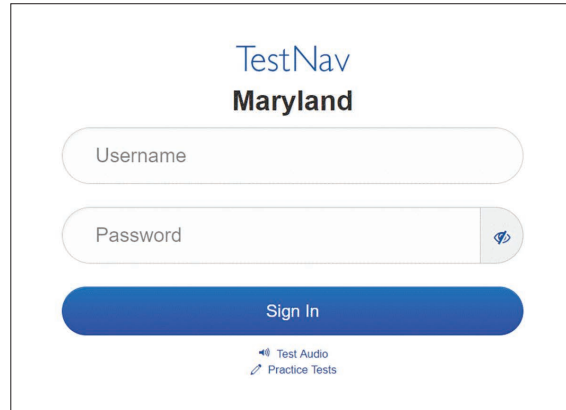 TestNav
Maryland
Username
Password
Sign In
Test Audio
Practice Tests